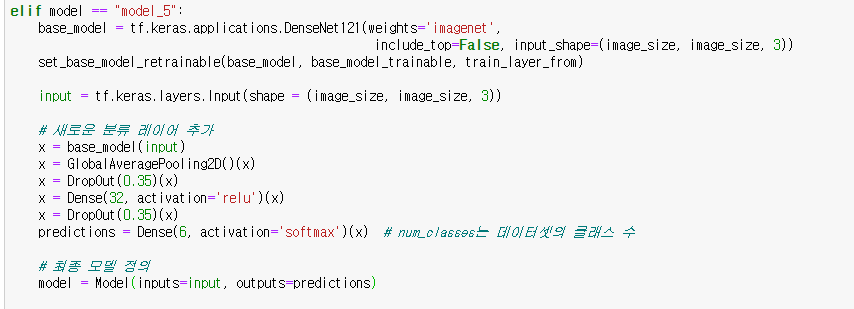 elif model == "model_5":
base_model = tf.keras.applications.DenseNet121(weights='imagenet',
include_top=False, input_shape=(image_size, image_size, 3))
set_base_model_retrainable(base_model, base_model_trainable, train_layer_from)
input = tf.keras.layers.Input(shape = (image_size, image_size, 3))
# 새로운 분류 레이어 추가
x = base_model(input)
x = GlobalAveragePooling2D()(x)
x = DropOut(0.35)(x)
x = Dense(32, activation='relu')(x)
x = DropOut(0.35)(x)
predictions = Dense(6, activation='softmax')(x) # num_classes는 데이터셋의 클래스 수
# 최종 모델 정의
model = Model(inputs=input, outputs=predictions)